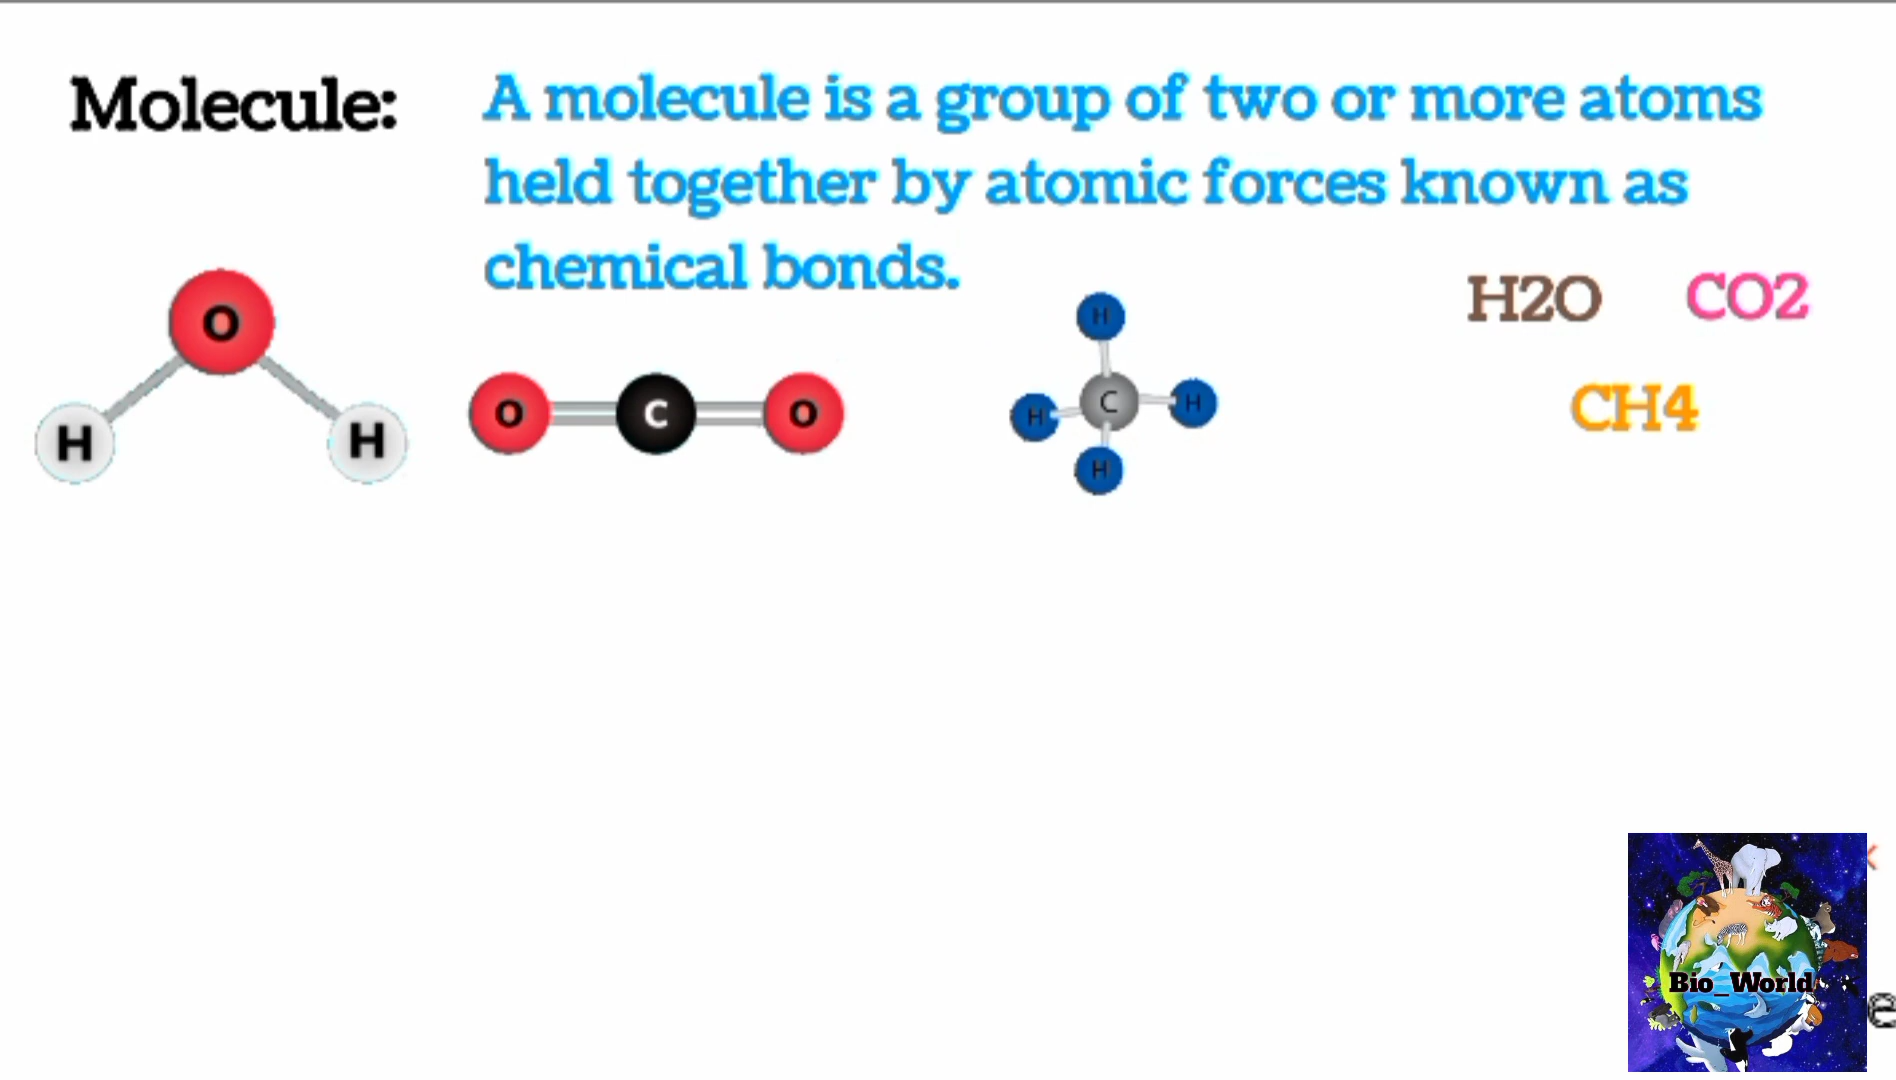 Molecule:
A molecule is a group of two or more atoms
held together by atomic forces known as
chemical bonds.
O
H
H
O
C
O
H
H
C
H
H
H2O
CO2
CH4
Bio_World
e